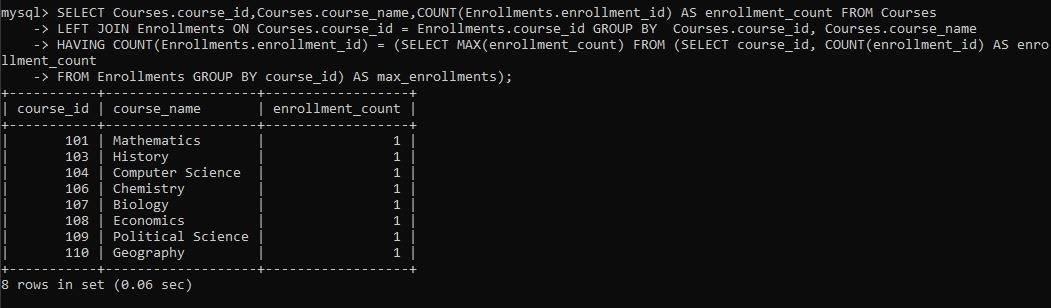 mysql> SELECT Courses.course_id,Courses.course_name,COUNT(Enrollments.enrollment_id) AS enrollment_count FROM Courses
    -> LEFT JOIN Enrollments ON Courses.course_id = Enrollments.course_id GROUP BY  Courses.course_id, Courses.course_name
    -> HAVING COUNT(Enrollments.enrollment_id) = (SELECT MAX(enrollment_count) FROM (SELECT course_id, COUNT(enrollment_id) AS enro
llment_count
    -> FROM Enrollments GROUP BY course_id) AS max_enrollments);
+-----------+-------------------+------------------+
| course_id | course_name       | enrollment_count |
+-----------+-------------------+------------------+
|       101 | Mathematics       |                1 |
|       103 | History           |                1 |
|       104 | Computer Science  |                1 |
|       106 | Chemistry         |                1 |
|       107 | Biology           |                1 |
|       108 | Economics         |                1 |
|       109 | Political Science |                1 |
|       110 | Geography         |                1 |
+-----------+-------------------+------------------+
8 rows in set (0.06 sec)